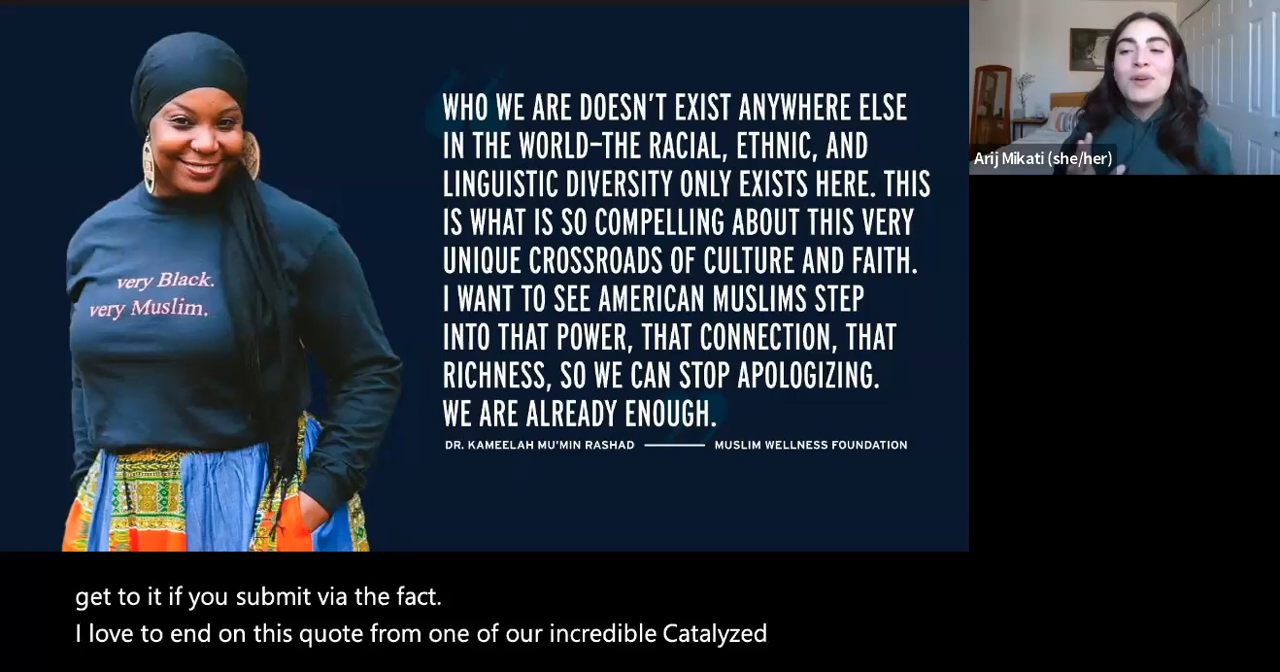 very Black.
very Muslim.
WHO WE ARE DOESN'T EXIST ANYWHERE ELSE
IN THE WORLD–THE RACIAL, ETHNIC, AND
LINGUISTIC DIVERSITY ONLY EXISTS HERE. THIS
IS WHAT IS SO COMPELLING ABOUT THIS VERY
UNIQUE CROSSROADS OF CULTURE AND FAITH.
I WANT TO SEE AMERICAN MUSLIMS STEP
INTO THAT POWER, THAT CONNECTION, THAT
RICHNESS, SO WE CAN STOP APOLOGIZING.
WE ARE ALREADY ENOUGH.
DR. KAMEELAH MU'MIN RASHAD —— MUSLIM WELLNESS FOUNDATION
Arij Mikati (she/her)
get to it if you submit via the fact.
I love to end on this quote from one of our incredible Catalyzed